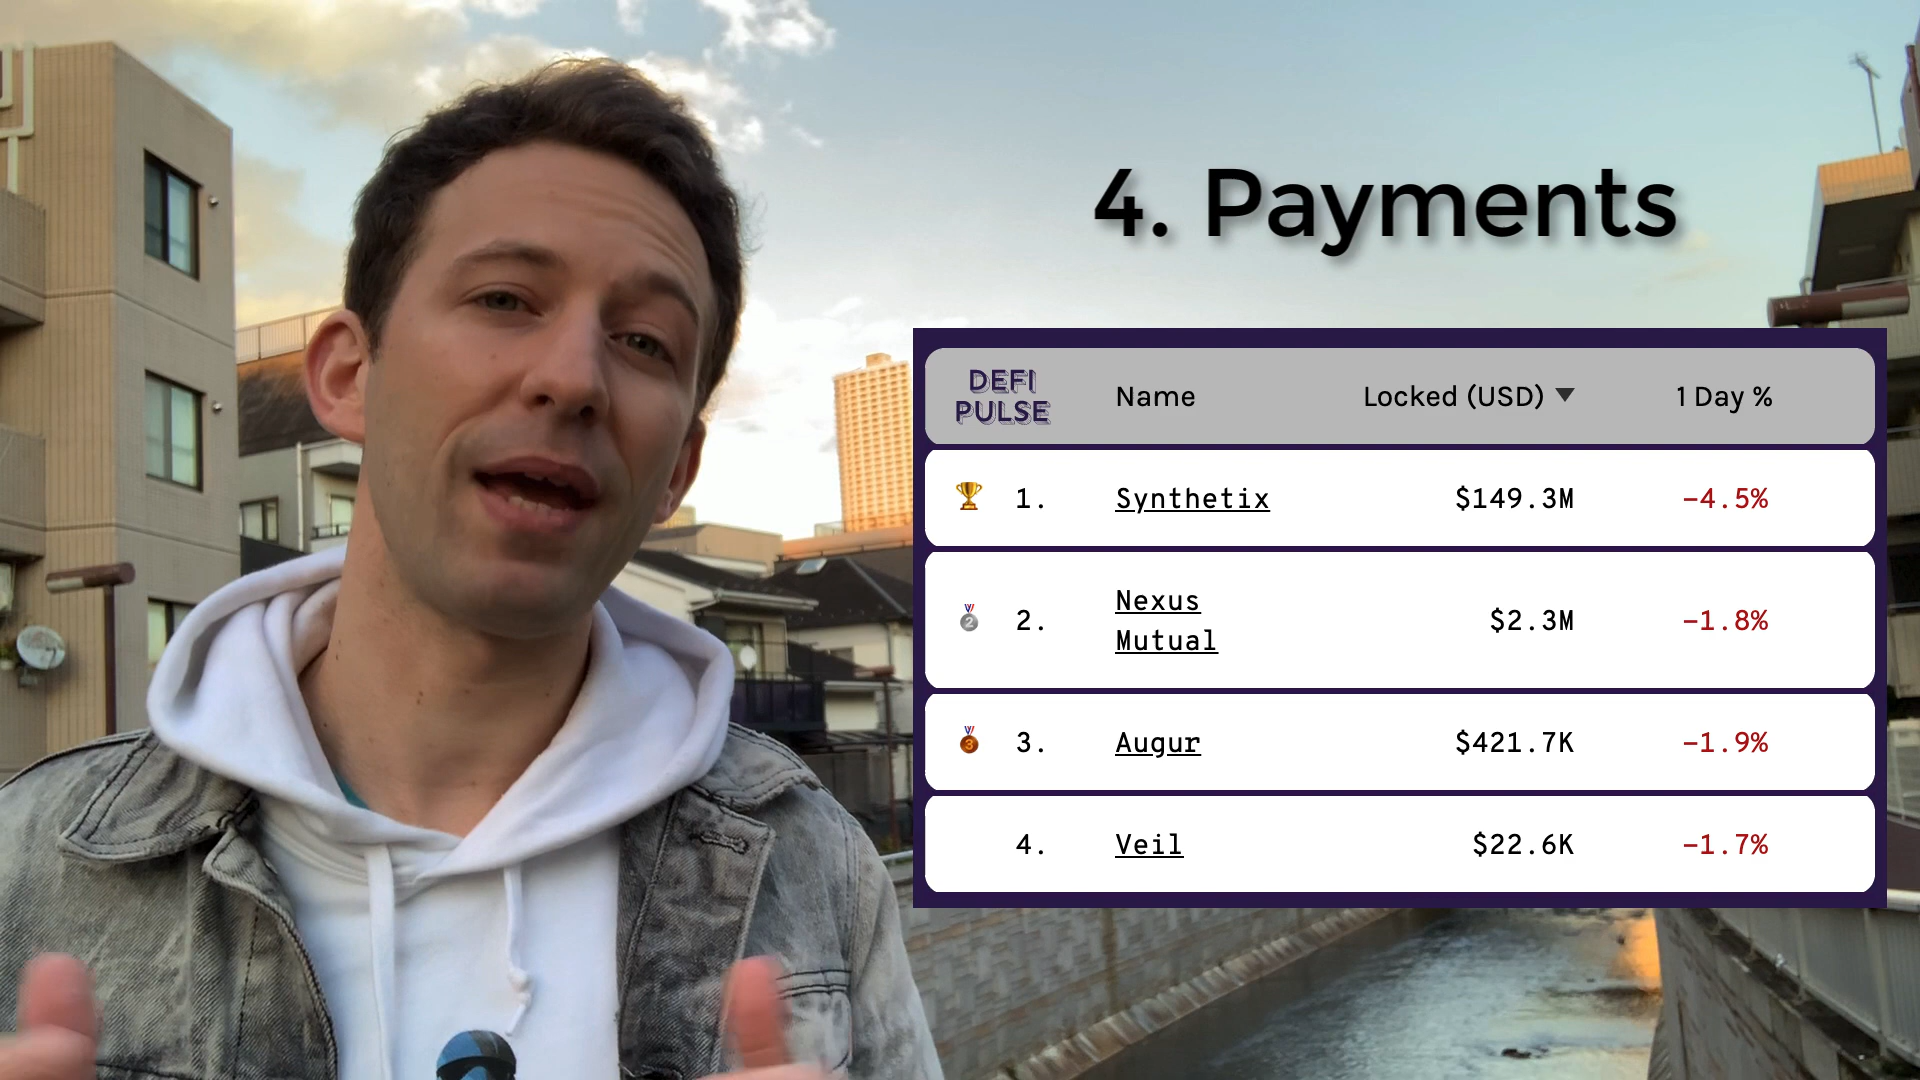 4. Payments
DEFI
PULSE
Name Locked (USD) ▼ 1 Day %
1. Synthetix $149.3M -4.5%
2. Nexus Mutual $2.3M -1.8%
3. Augur $421.7K -1.9%
4. Veil $22.6K -1.7%